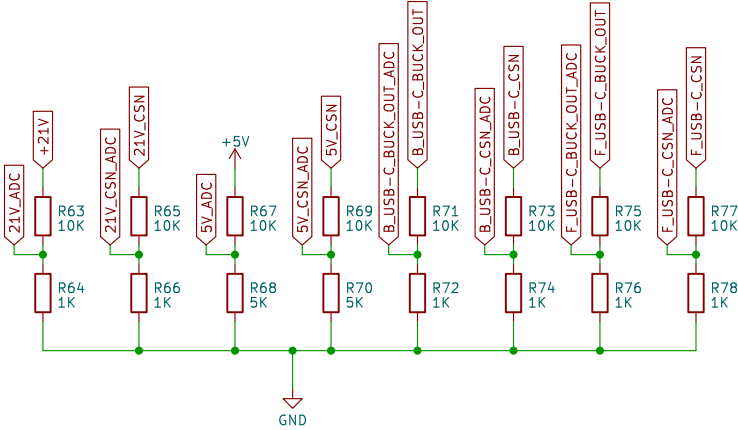 21V_ADC
+21V
R63
10K
R64
1K
21V_CSN_ADC
21V_CSN
R65
10K
R66
1K
5V_ADC
+5V
R67
10K
R68
5K
5V_CSN_ADC
5V_CSN
R69
10K
R70
5K
B_USB-C_BUCK_OUT_ADC
B_USB-C_BUCK_OUT
R71
10K
R72
1K
B_USB-C_CSN_ADC
B_USB-C_CSN
R73
10K
R74
1K
F_USB-C_BUCK_OUT_ADC
F_USB-C_BUCK_OUT
R75
10K
R76
1K
F_USB-C_CSN_ADC
F_USB-C_CSN
R77
10K
R78
1K
GND